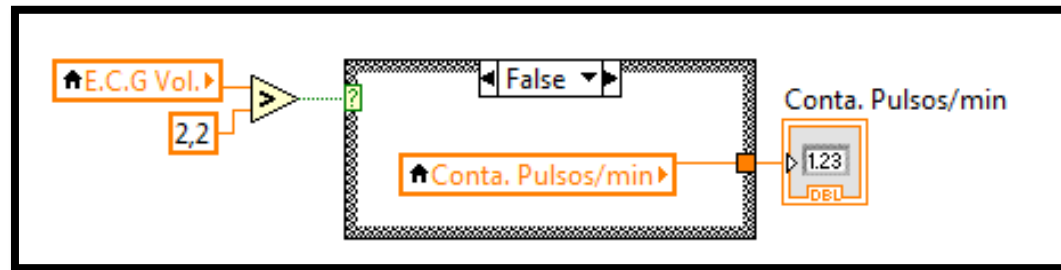 E.C.G Vol.
2,2
>
?
False
Conta. Pulsos/min
Conta. Pulsos/min
1.23
DBL